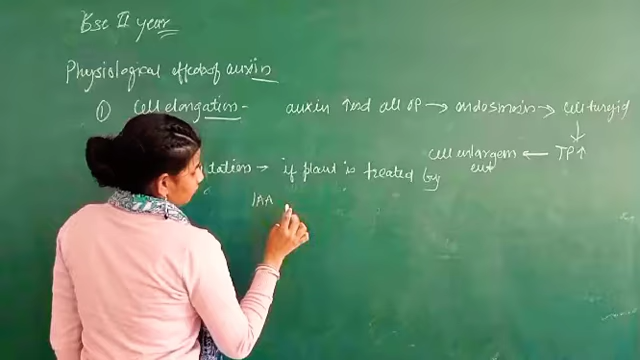 Bsc II year
Physiological effects of auxin
① Cell elongation - auxin ↑sed all OP → endosmosis → cell turgid
↓
cell enlargement ← TP↑
tation → if plant is treated by
IAA